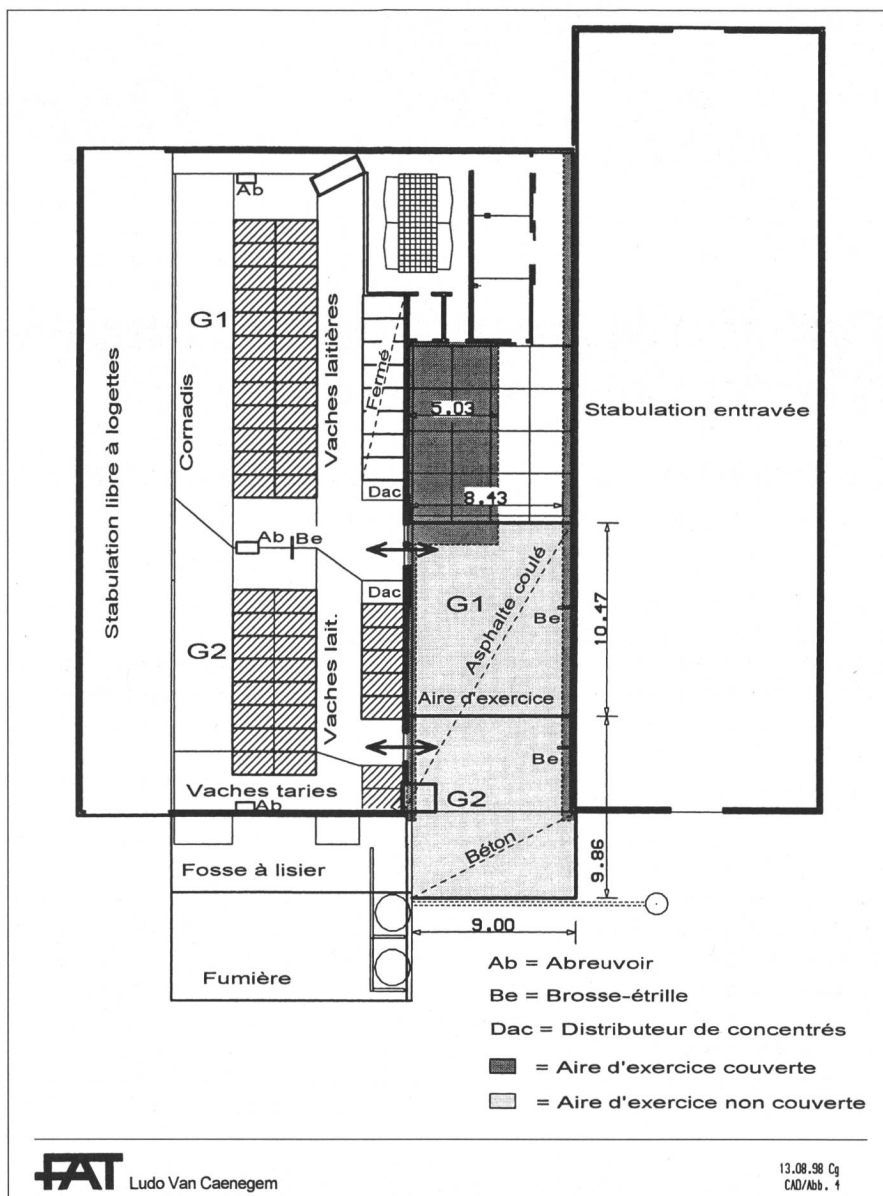 Ab
G1
Vaches laitières
Cornadis
Stabulation libre à logettes
Fermé
5.03
Stabulation entravée
8.43
Dac
Ab
Be
Dac
G1
Asphalte coulé
Be
10.47
G2
Vaches lait.
Aire d'exercice
Be
Vaches taries
Ab
G2
Béton
9.86
Fosse à lisier
9.00
Fumière
Ab = Abreuvoir
Be = Brosse-étrille
Dac = Distributeur de concentrés
= Aire d'exercice couverte
= Aire d'exercice non couverte
FAT Ludo Van Caenegem
13.08.98 Cg
CAD/Abb. 4